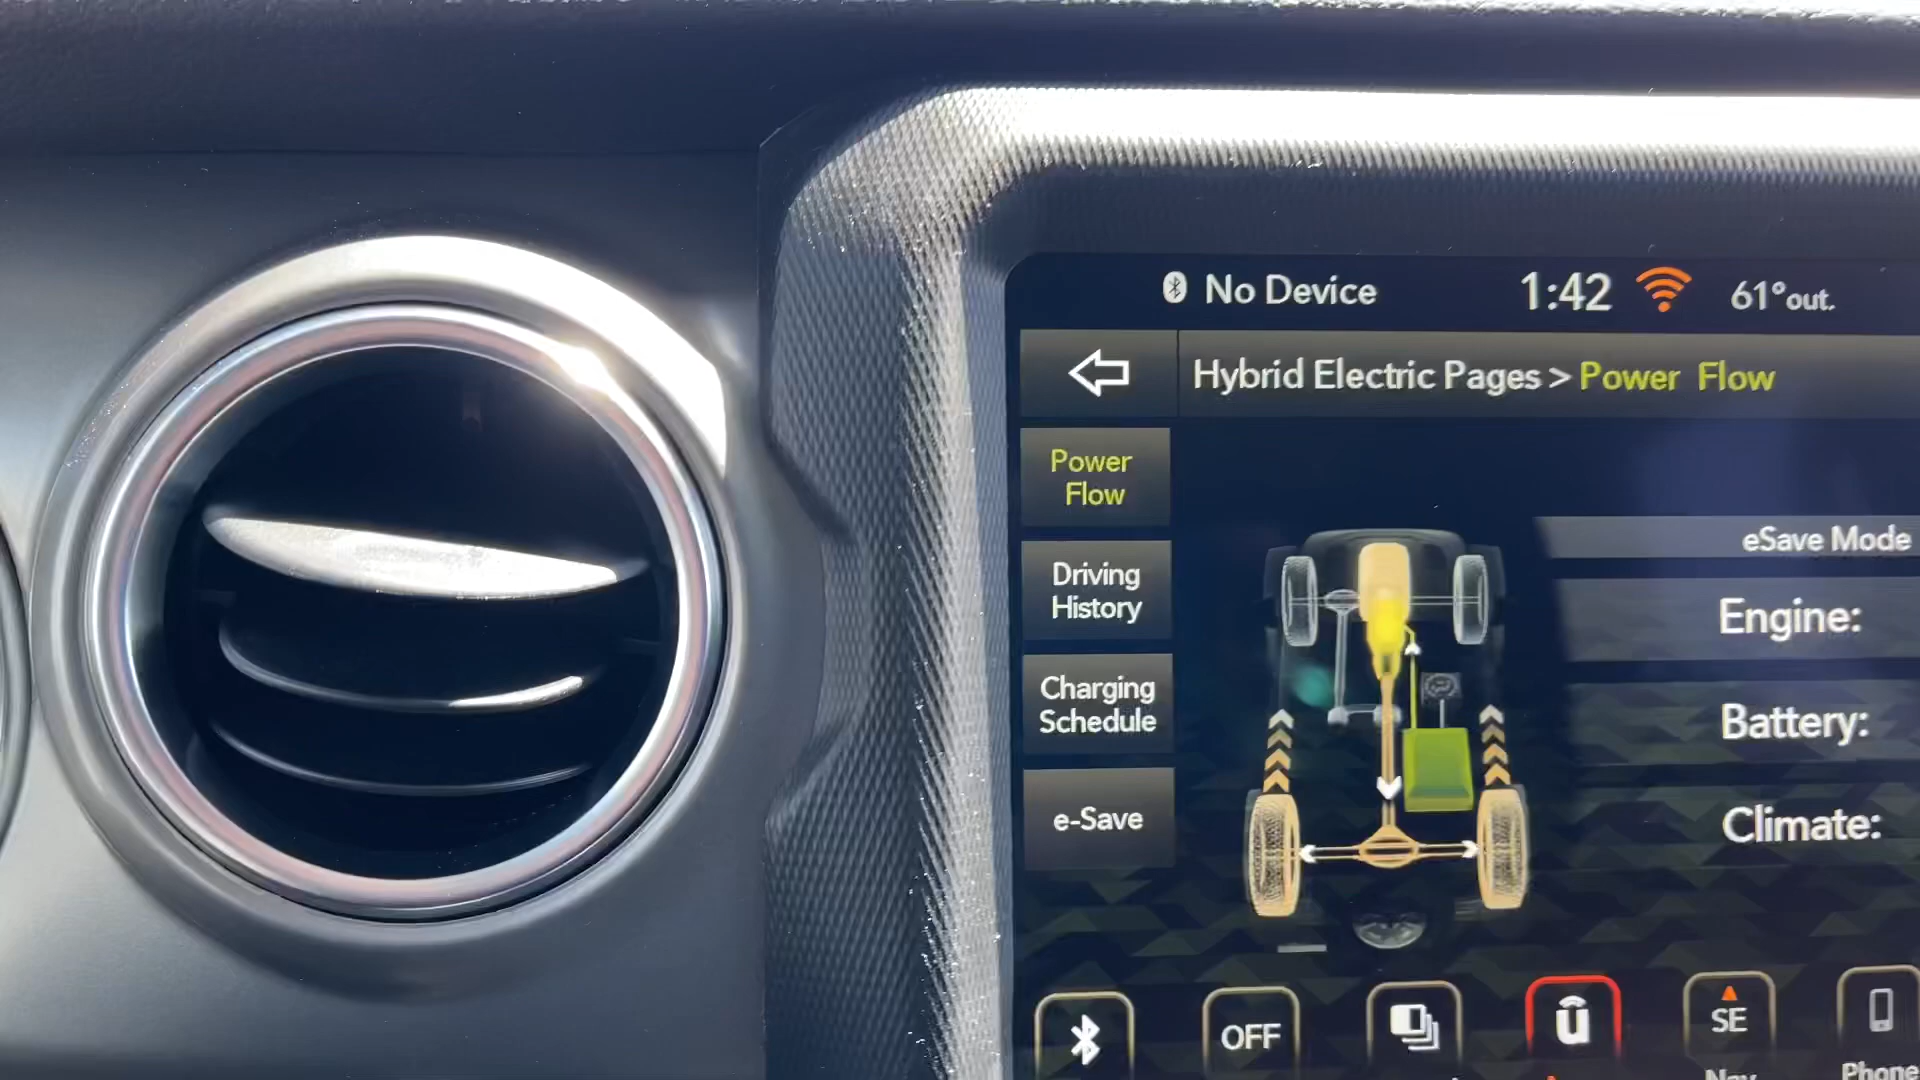 No Device 1:42 61°out.
Hybrid Electric Pages > Power Flow
Power
Flow
Driving
History
Charging
Schedule
e-Save
eSave Mode
Engine:
Battery:
Climate:
OFF
SE
Nav
Phone